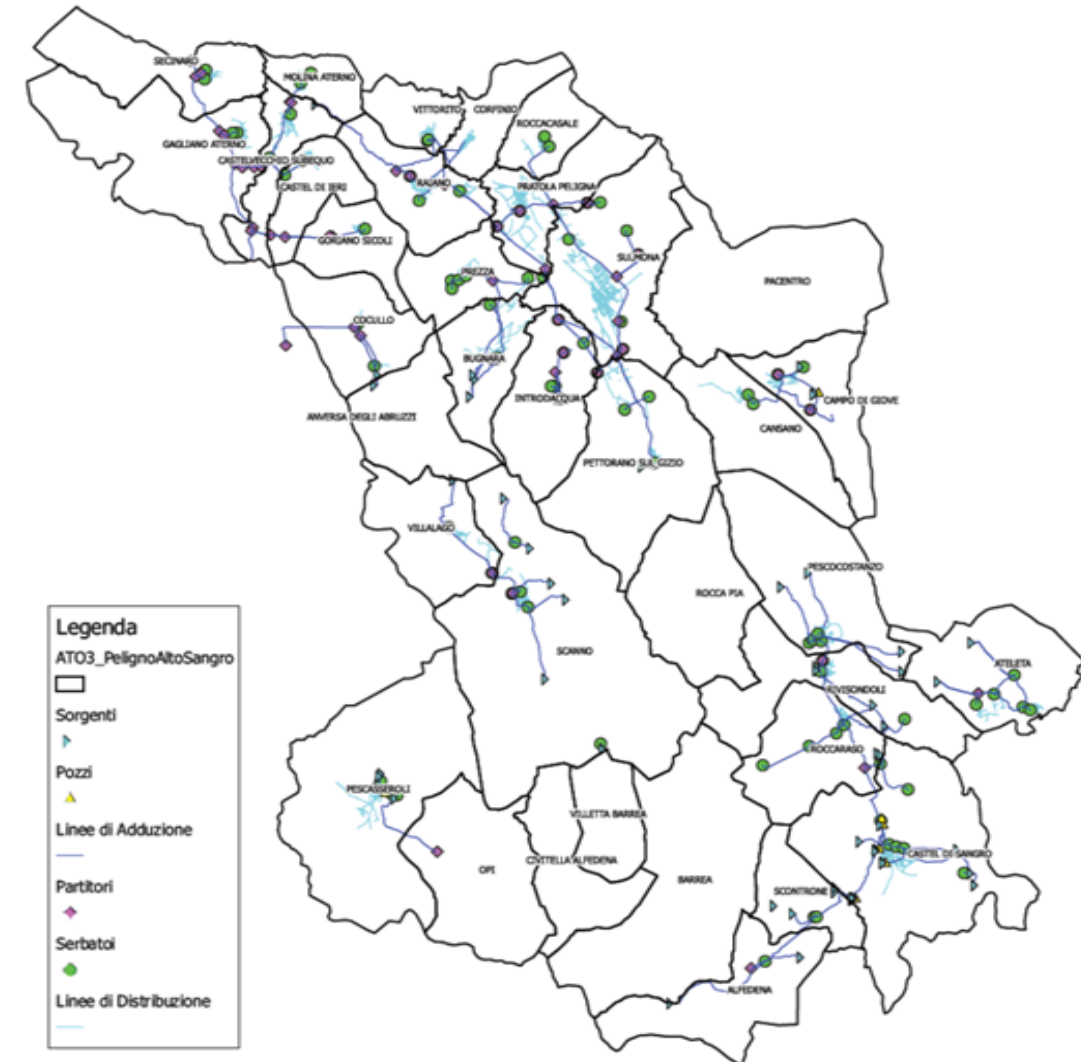 SECINARO
MOLINA ATERNO
VITTORITO
CORFINIO
ROCCACASALE
GAGLIANO ATERNO
CASTELVECCHIO SUBEQUO
RAIANO
PRATOLA PELIGNA
CASTEL DI IERI
GORIANO SICOLI
SULMONA
PREZZA
PACENTRO
COCULLO
BUGNARA
INTRODACQUA
CAMPO DI GIOVE
ANVERSA DEGLI ABRUZZI
CANSANO
PETTORANO SUL GIZIO
VILLALAGO
PESCOCOSTANZO
ROCCA PIA
SCANNO
ATELETA
RIVISONDOLI
ROCCARASO
PESCASSEROLI
VILLETTA BARREA
CIVITELLA ALFEDENA
OPI
BARREA
CASTEL DI SANGRO
SCONTRONE
ALFEDENA
Legenda
ATO3_PelignoAltoSangro
Sorgenti
Pozzi
Linee di Adduzione
Partitori
Serbatoi
Linee di Distribuzione